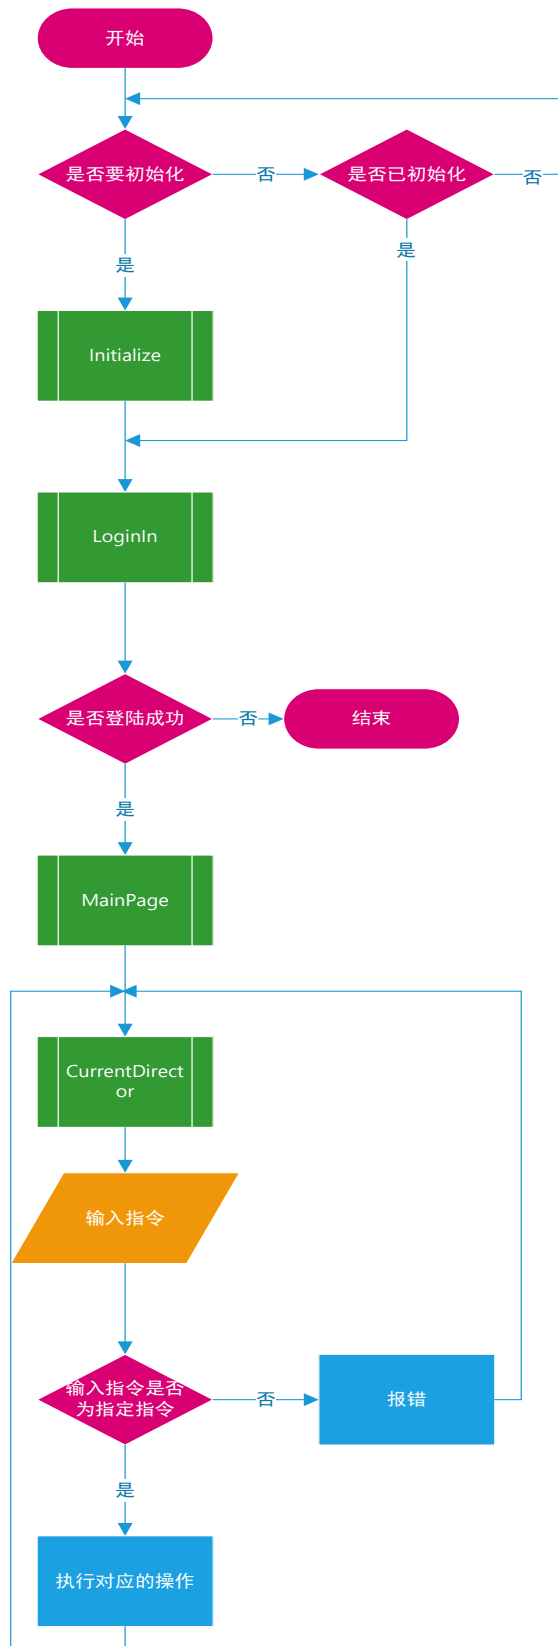 开始
是否要初始化
否
是否已初始化
否
是
是
Initialize
LoginIn
是否登陆成功
否
结束
是
MainPage
CurrentDirect
or
输入指令
输入指令是否
为指定指令
否
报错
是
执行对应的操作